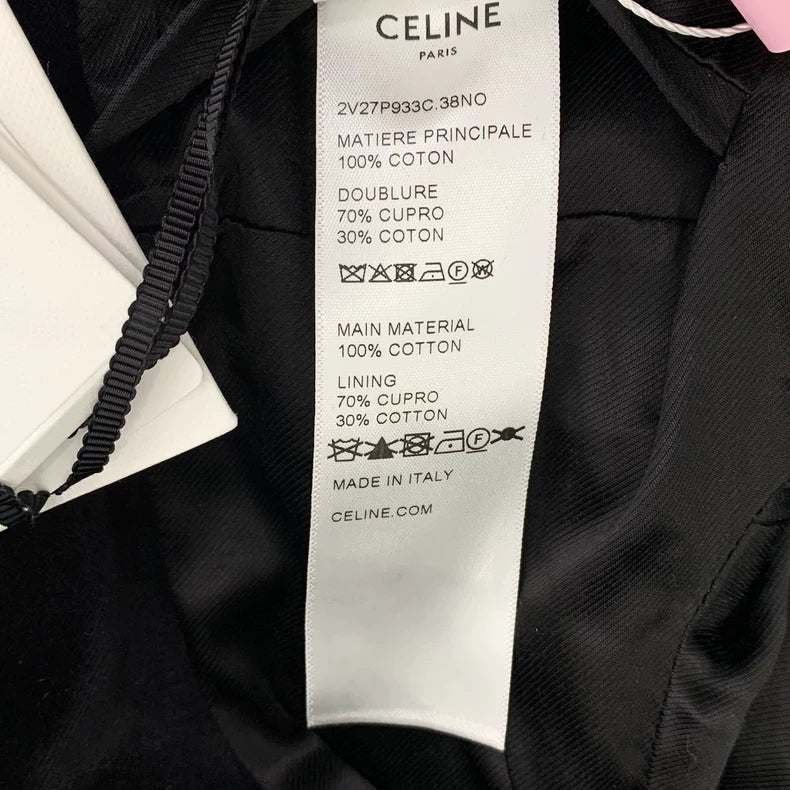 CELINE
PARIS
2V27P933C.38NO
MATIERE PRINCIPALE
100% COTON
DOUBLURE
70% CUPRO
30% COTON
MAIN MATERIAL
100% COTTON
LINING
70% CUPRO
30% COTTON
MADE IN ITALY
CELINE.COM